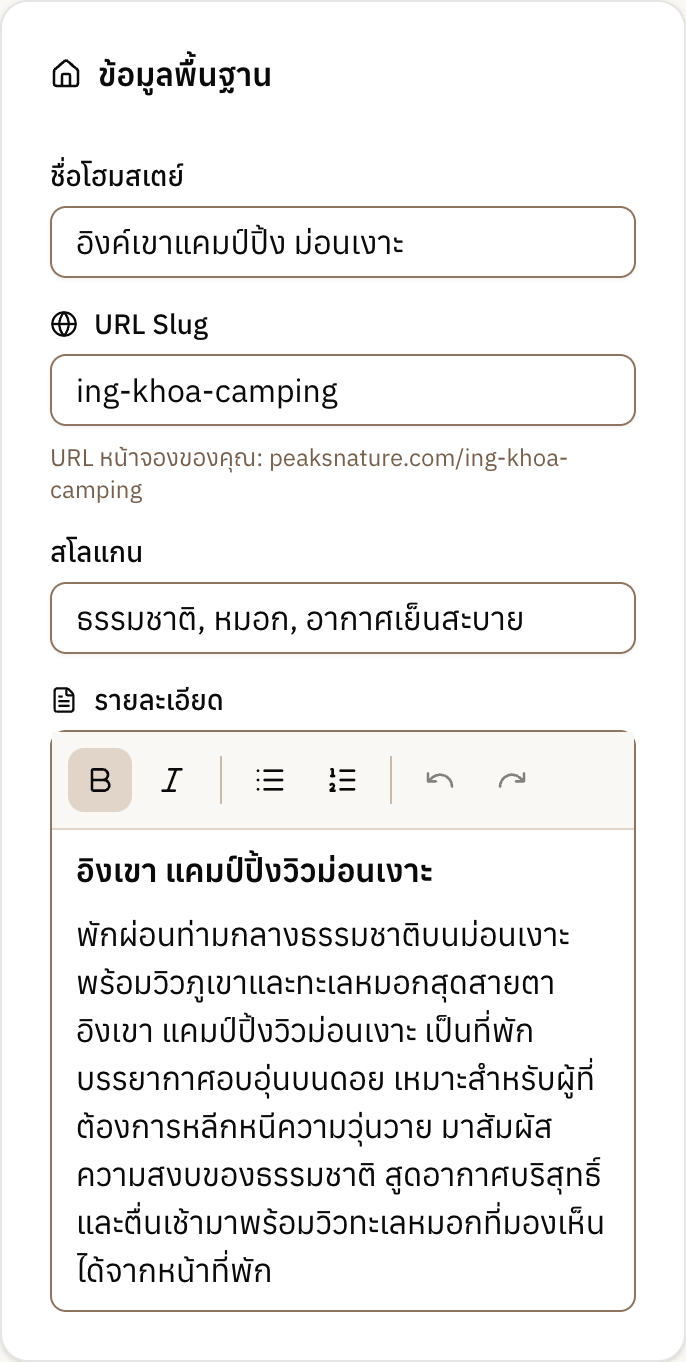 ข้อมูลพื้นฐาน
ชื่อโฮมสเตย์
อิงค์เขาแคมป์ปิ้ง ม่อนเงาะ
URL Slug
ing-khoa-camping
URL หน้าจองของคุณ: peaksnature.com/ing-khoa-
camping
สโลแกน
ธรรมชาติ, หมอก, อากาศเย็นสะบาย
รายละเอียด
B I
อิงเขา แคมป์ปิ้งวิวม่อนเงาะ
พักผ่อนท่ามกลางธรรมชาติบนม่อนเงาะ
พร้อมวิวภูเขาและทะเลหมอกสุดสายตา
อิงเขา แคมป์ปิ้งวิวม่อนเงาะ เป็นที่พัก
บรรยากาศอบอุ่นบนดอย เหมาะสำหรับผู้ที่
ต้องการหลีกหนีความวุ่นวาย มาสัมผัส
ความสงบของธรรมชาติ สูดอากาศบริสุทธิ์
และตื่นเช้ามาพร้อมวิวทะเลหมอกที่มองเห็น
ได้จากหน้าที่พัก